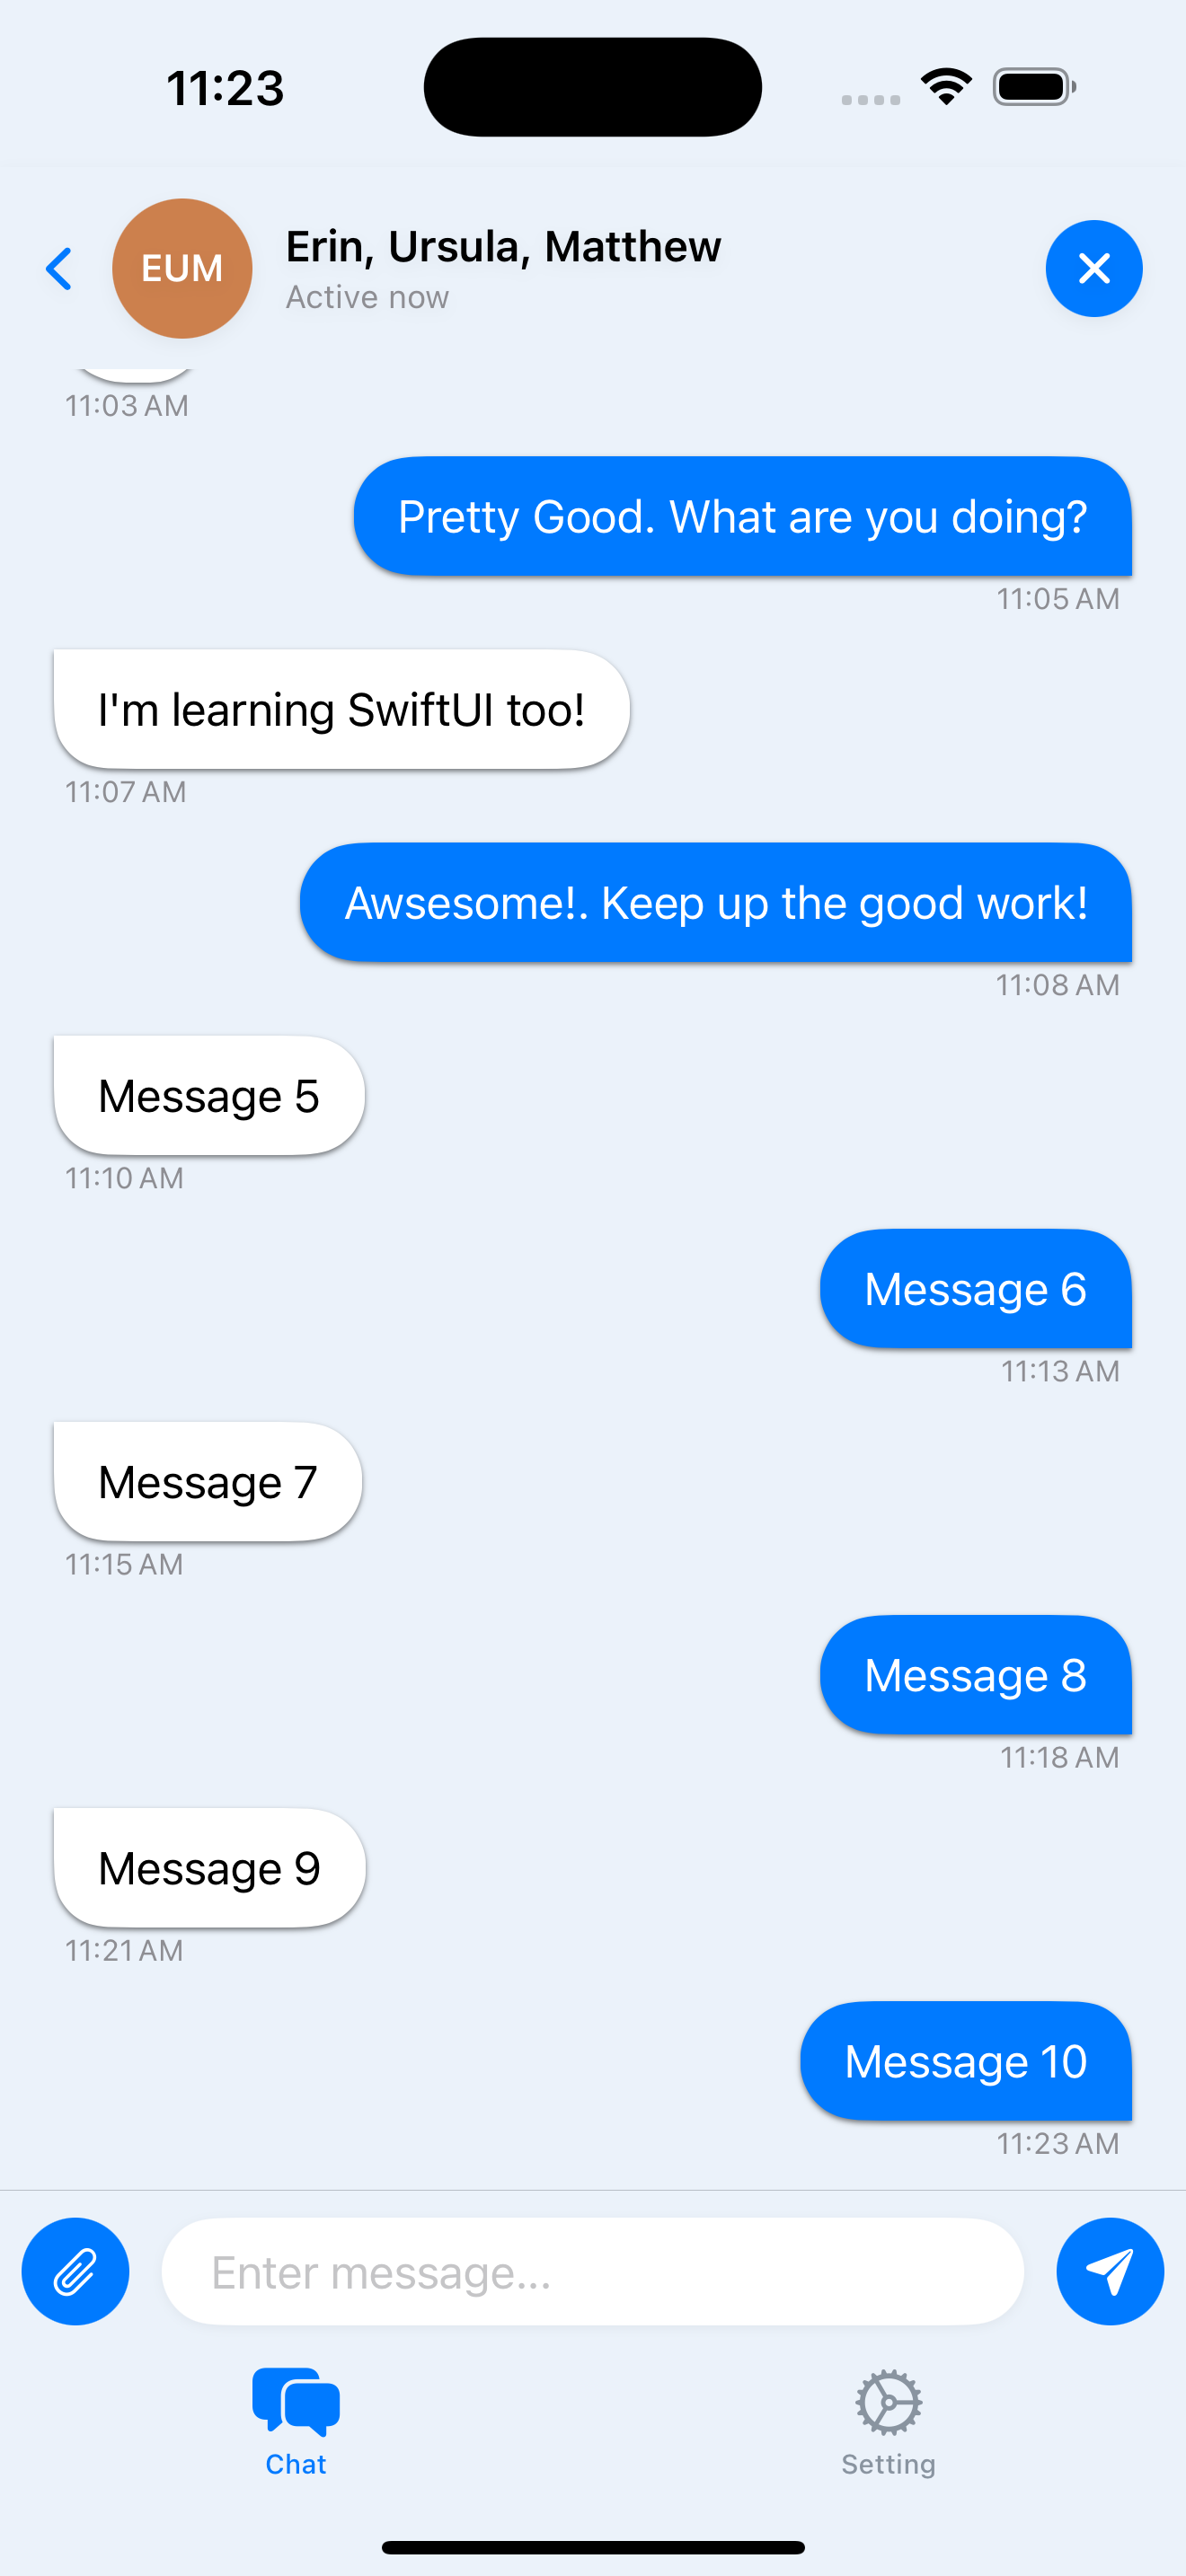 11:23
EUM
Erin, Ursula, Matthew
Active now
11:03 AM
Pretty Good. What are you doing?
11:05 AM
I'm learning SwiftUI too!
11:07 AM
Awsesome!. Keep up the good work!
11:08 AM
Message 5
11:10 AM
Message 6
11:13 AM
Message 7
11:15 AM
Message 8
11:18 AM
Message 9
11:21 AM
Message 10
11:23 AM
Enter message...
Chat
Setting